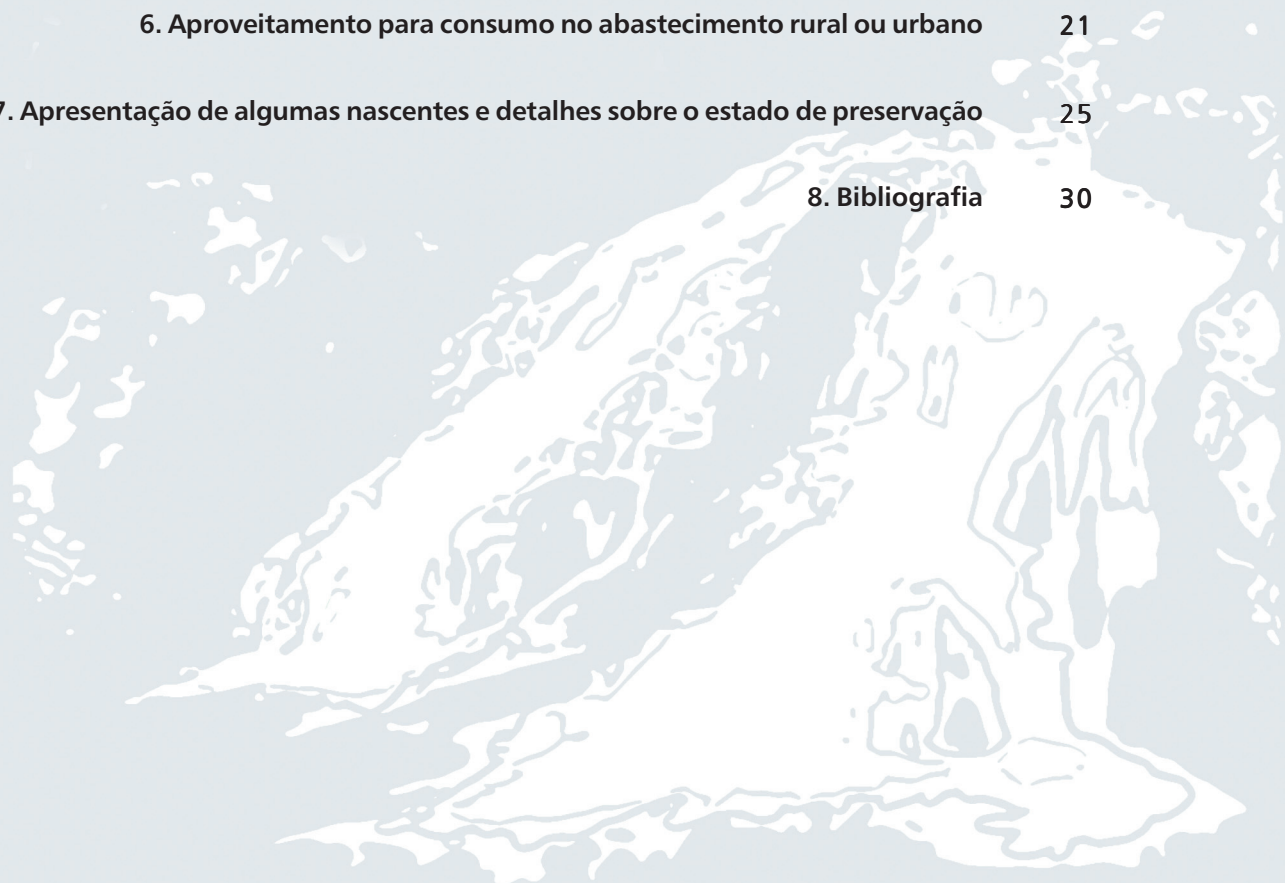 6. Aproveitamento para consumo no abastecimento rural ou urbano 21
7. Apresentação de algumas nascentes e detalhes sobre o estado de preservação 25
8. Bibliografia 30